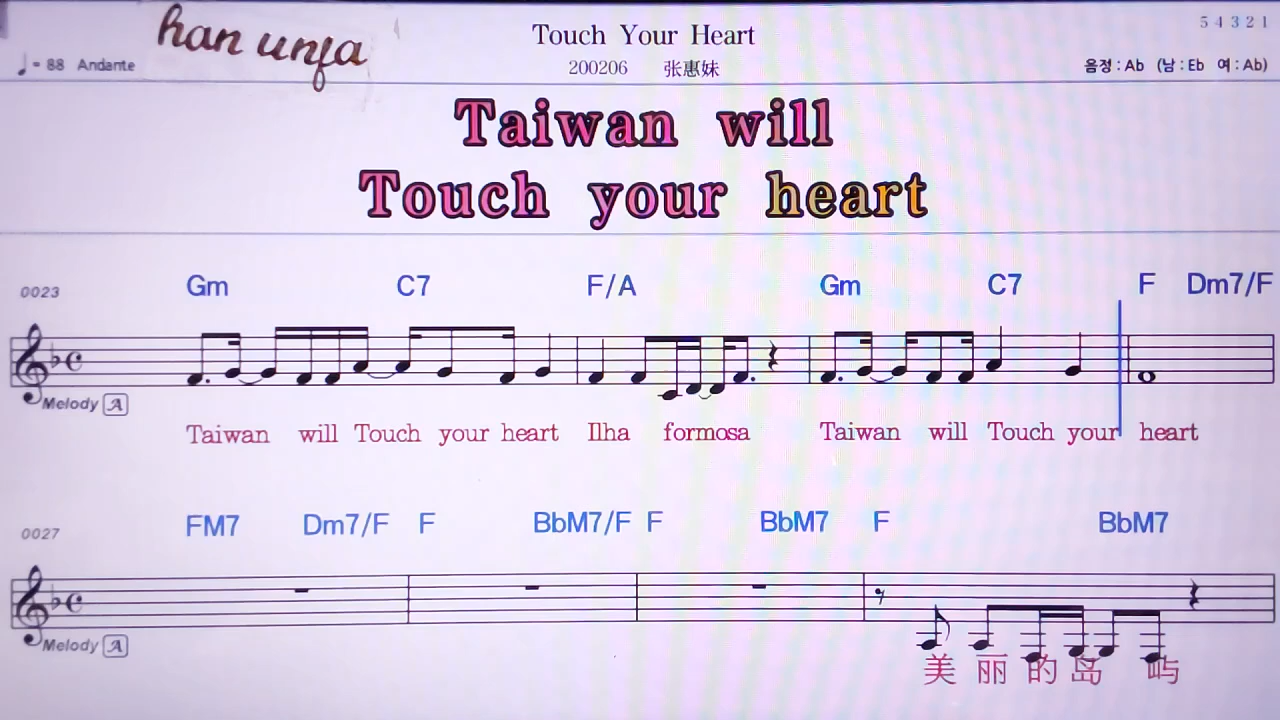 han unfa
Touch Your Heart
5 4 3 2 1
♩= 88 Andante
200206 张惠妹
음정 : Ab (남 : Eb 여 : Ab)
Taiwan will
Touch your heart
0023
Gm C7 F/A Gm C7 F Dm7/F
Melody A
Taiwan will Touch your heart Ilha formosa Taiwan will Touch your heart
0027
FM7 Dm7/F F BbM7/F F BbM7 F BbM7
Melody A
美 丽 的 岛 屿